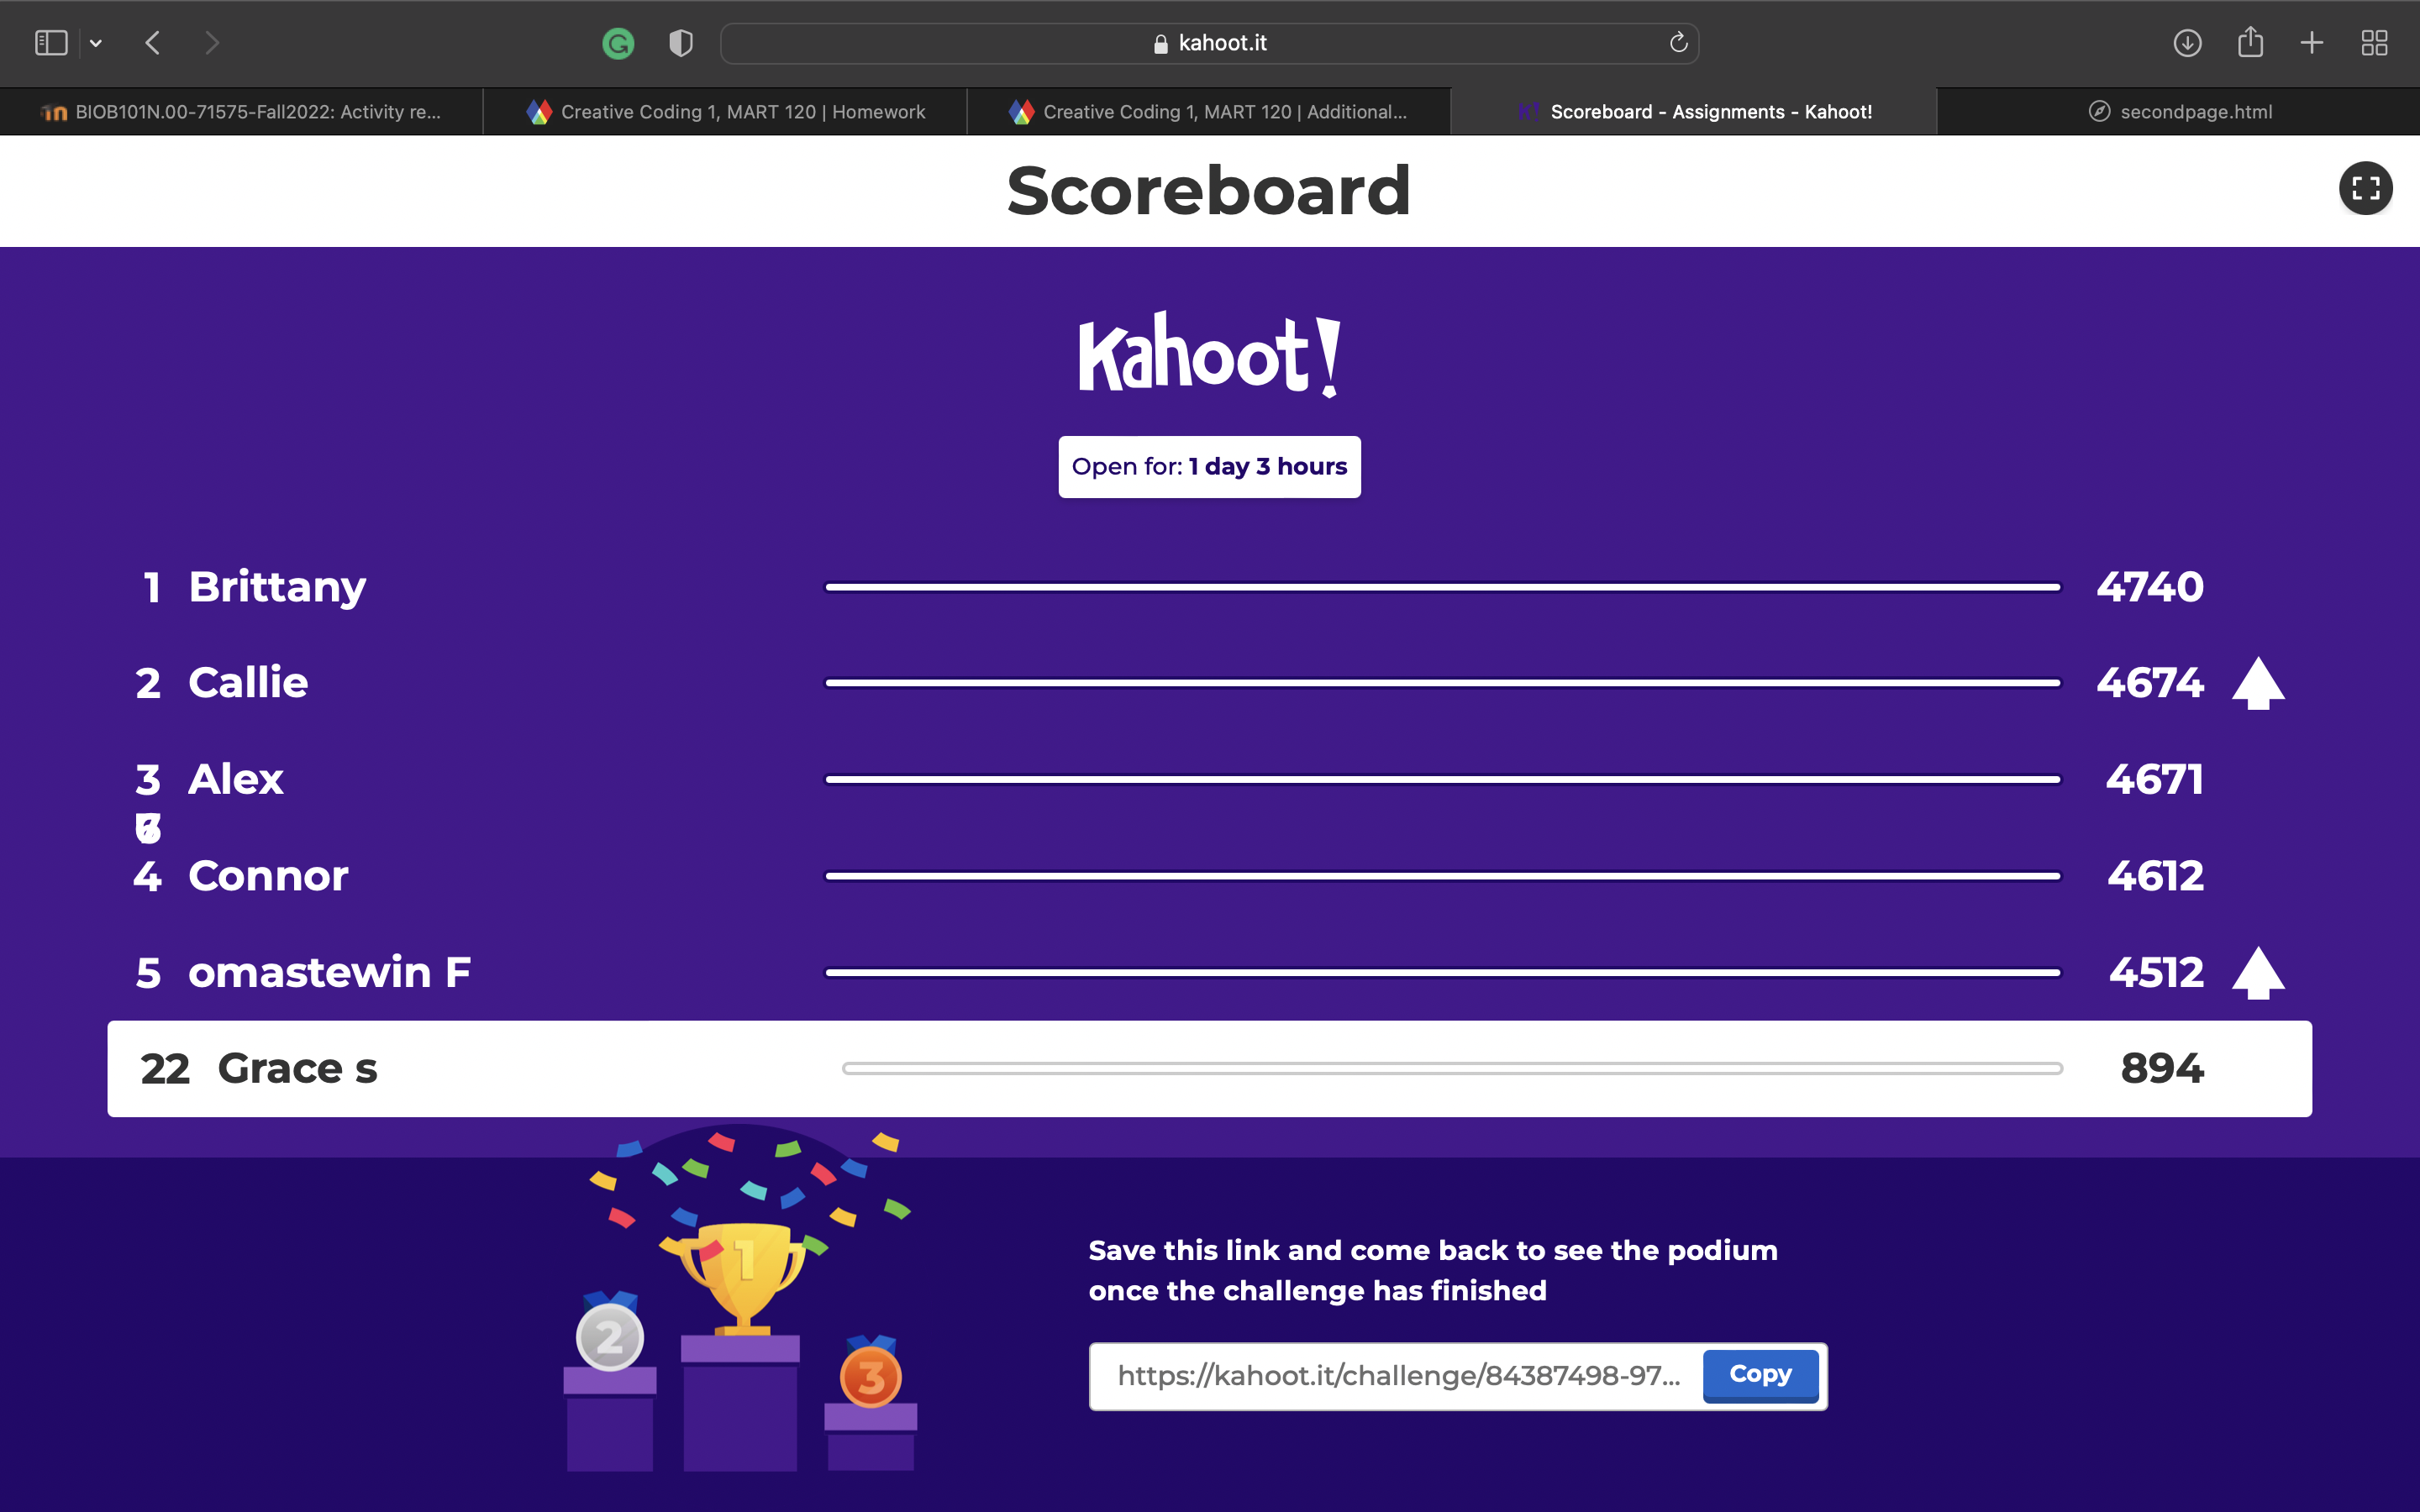 kahoot.it
BIOB101N.00-71575-Fall2022: Activity re...
Creative Coding 1, MART 120 | Homework
Creative Coding 1, MART 120 | Additional...
K! Scoreboard - Assignments - Kahoot!
secondpage.html
Scoreboard
Kahoot!
Open for: 1 day 3 hours
1 Brittany 4740
2 Callie 4674
3 Alex 4671
4 Connor 4612
5 omastewin F 4512
22 Grace s 894
1
2
3
Save this link and come back to see the podium
once the challenge has finished
https://kahoot.it/challenge/84387498-97... Copy